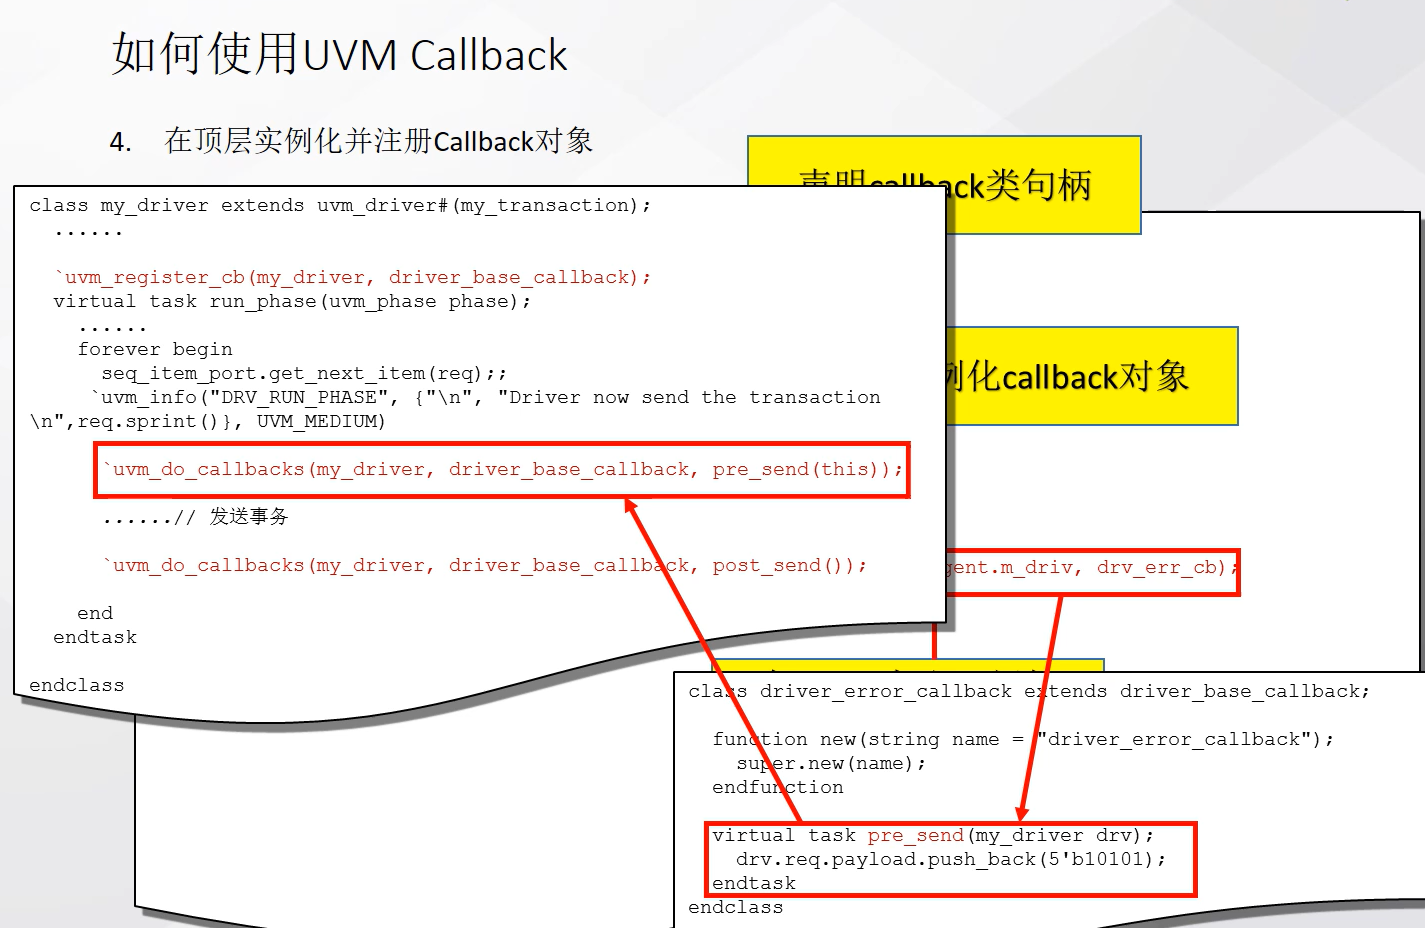 如何使用UVM Callback
4. 在顶层实例化并注册Callback对象
声明callback类句柄
class my_driver extends uvm_driver#(my_transaction);
......
`uvm_register_cb(my_driver, driver_base_callback);
virtual task run_phase(uvm_phase phase);
......
forever begin
seq_item_port.get_next_item(req);;
`uvm_info("DRV_RUN_PHASE", {"\n", "Driver now send the transaction
\n",req.sprint()}, UVM_MEDIUM)
`uvm_do_callbacks(my_driver, driver_base_callback, pre_send(this));
......// 发送事务
`uvm_do_callbacks(my_driver, driver_base_callback, post_send());
end
endtask
endclass
例化callback对象
gent.m_driv, drv_err_cb);
class driver_error_callback extends driver_base_callback;
function new(string name = "driver_error_callback");
super.new(name);
endfunction
virtual task pre_send(my_driver drv);
drv.req.payload.push_back(5'b10101);
endtask
endclass